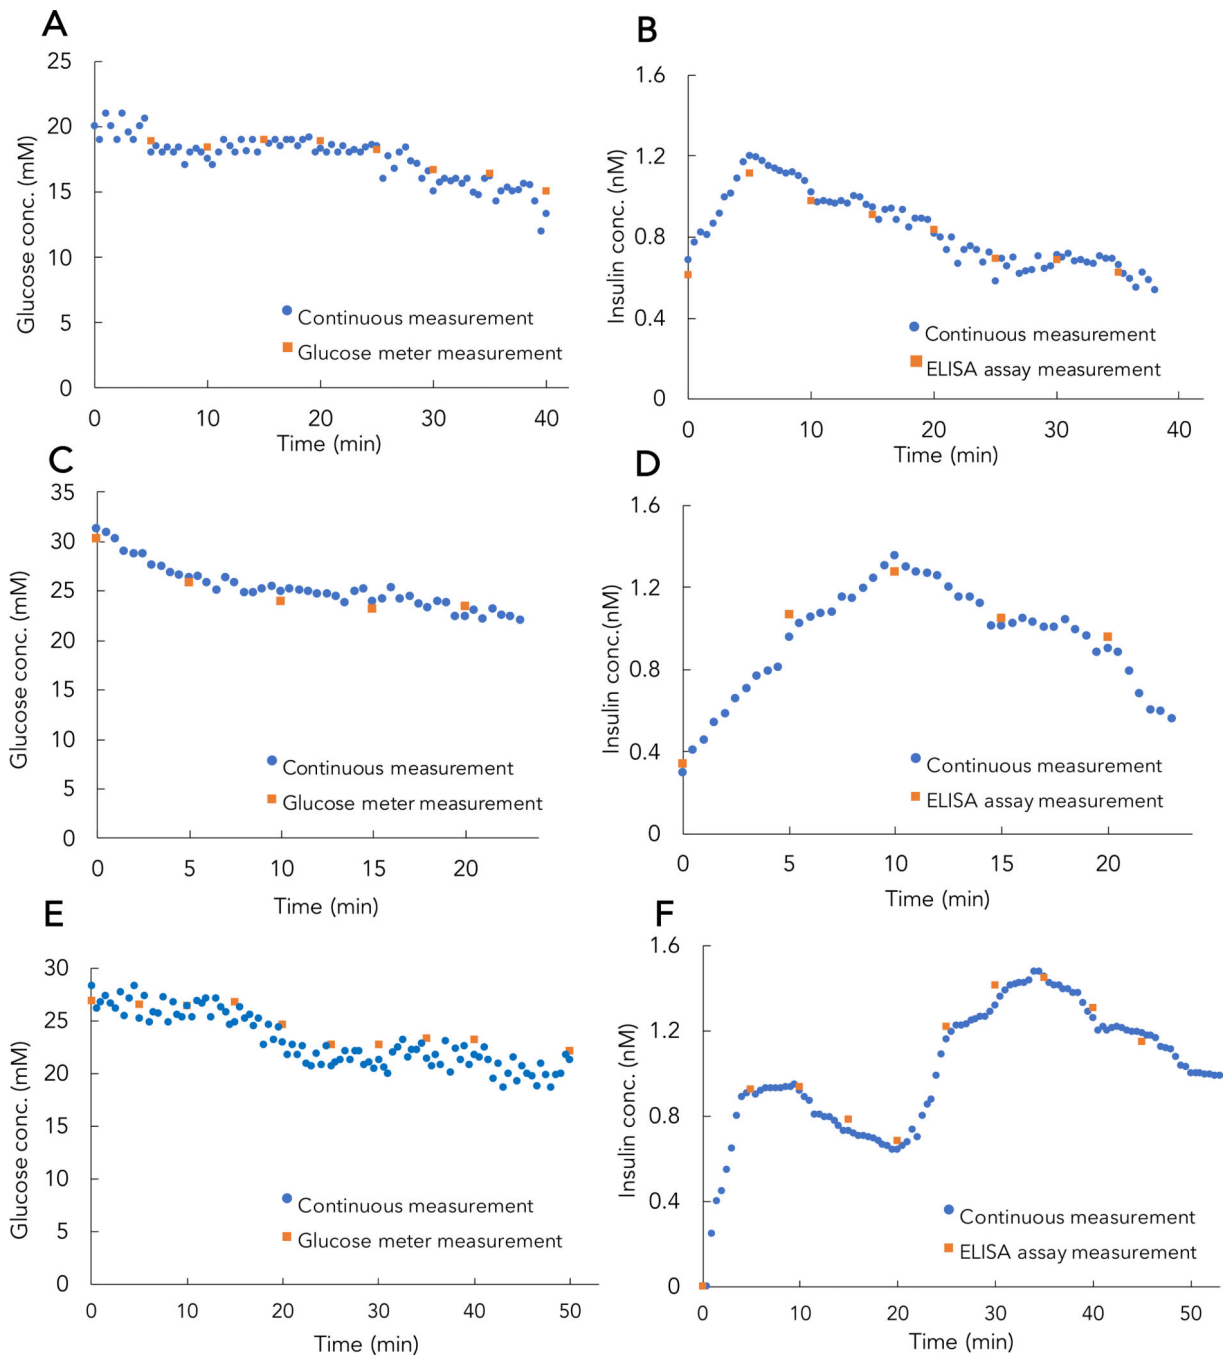 A
25
20
15
10
5
0
0 10 20 30 40
Glucose conc. (mM)
Time (min)
Continuous measurement
Glucose meter measurement
B
1.6
1.2
0.8
0.4
0
0 10 20 30 40
Insulin conc. (nM)
Time (min)
Continuous measurement
ELISA assay measurement
C
35
30
25
20
15
10
5
0
0 5 10 15 20
Glucose conc. (mM)
Time (min)
Continuous measurement
Glucose meter measurement
D
1.6
1.2
0.8
0.4
0
0 5 10 15 20
Insulin conc.(nM)
Time (min)
Continuous measurement
ELISA assay measurement
E
30
25
20
15
10
5
0
0 10 20 30 40 50
Glucose conc. (mM)
Time (min)
Continuous measurement
Glucose meter measurement
F
1.6
1.2
0.8
0.4
0
0 10 20 30 40 50
Insulin conc. (nM)
Time (min)
Continuous measurement
ELISA assay measurement